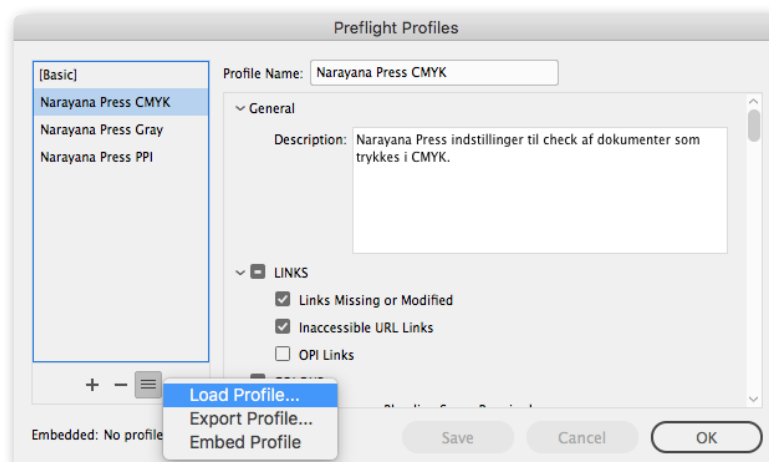 Preflight Profiles
[Basic]
Narayana Press CMYK
Narayana Press Gray
Narayana Press PPI
Profile Name: Narayana Press CMYK
General
Description: Narayana Press indstillinger til check af dokumenter som
trykkes i CMYK.
LINKS
Links Missing or Modified
Inaccessible URL Links
OPI Links
Load Profile...
Export Profile...
Embed Profile
Embedded: No profile
Save
Cancel
OK